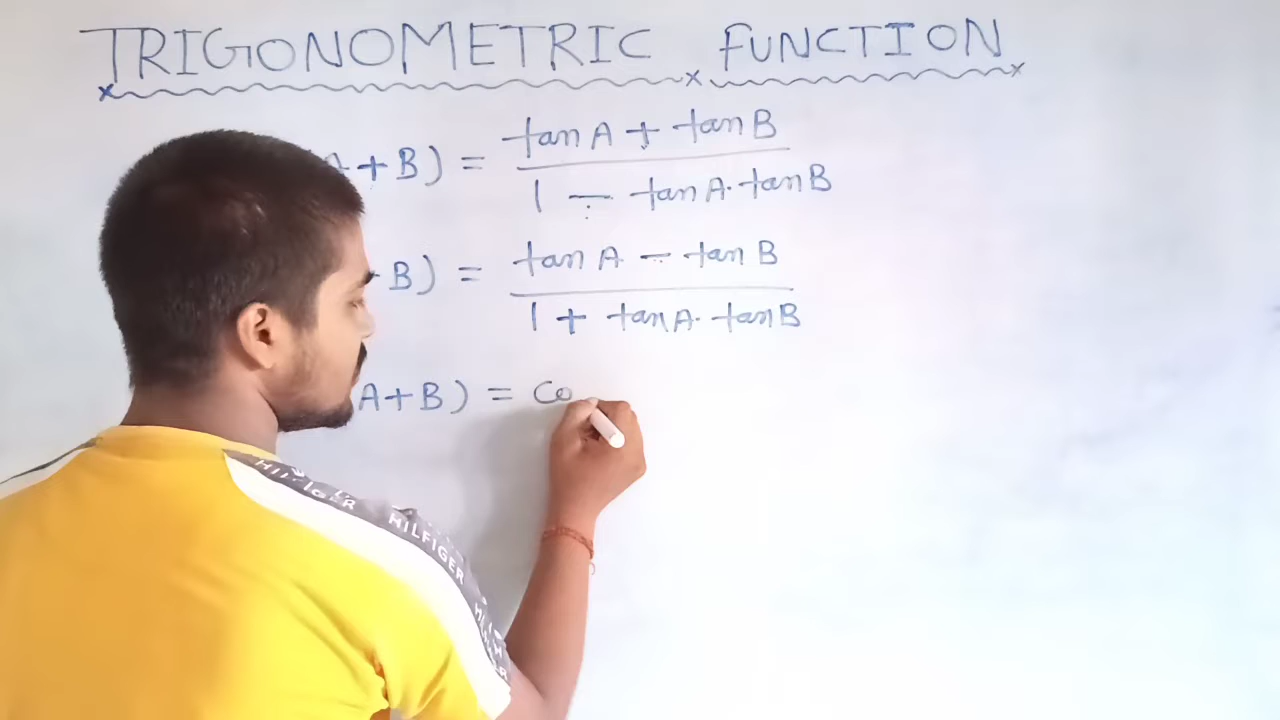 TRIGONOMETRIC FUNCTION
A+B) = tan A + tan B
1 - tan A. tan B
- B) = tan A - tan B
1 + tan A. tan B
A+B) = Co
HILFIGER
HILFIGER